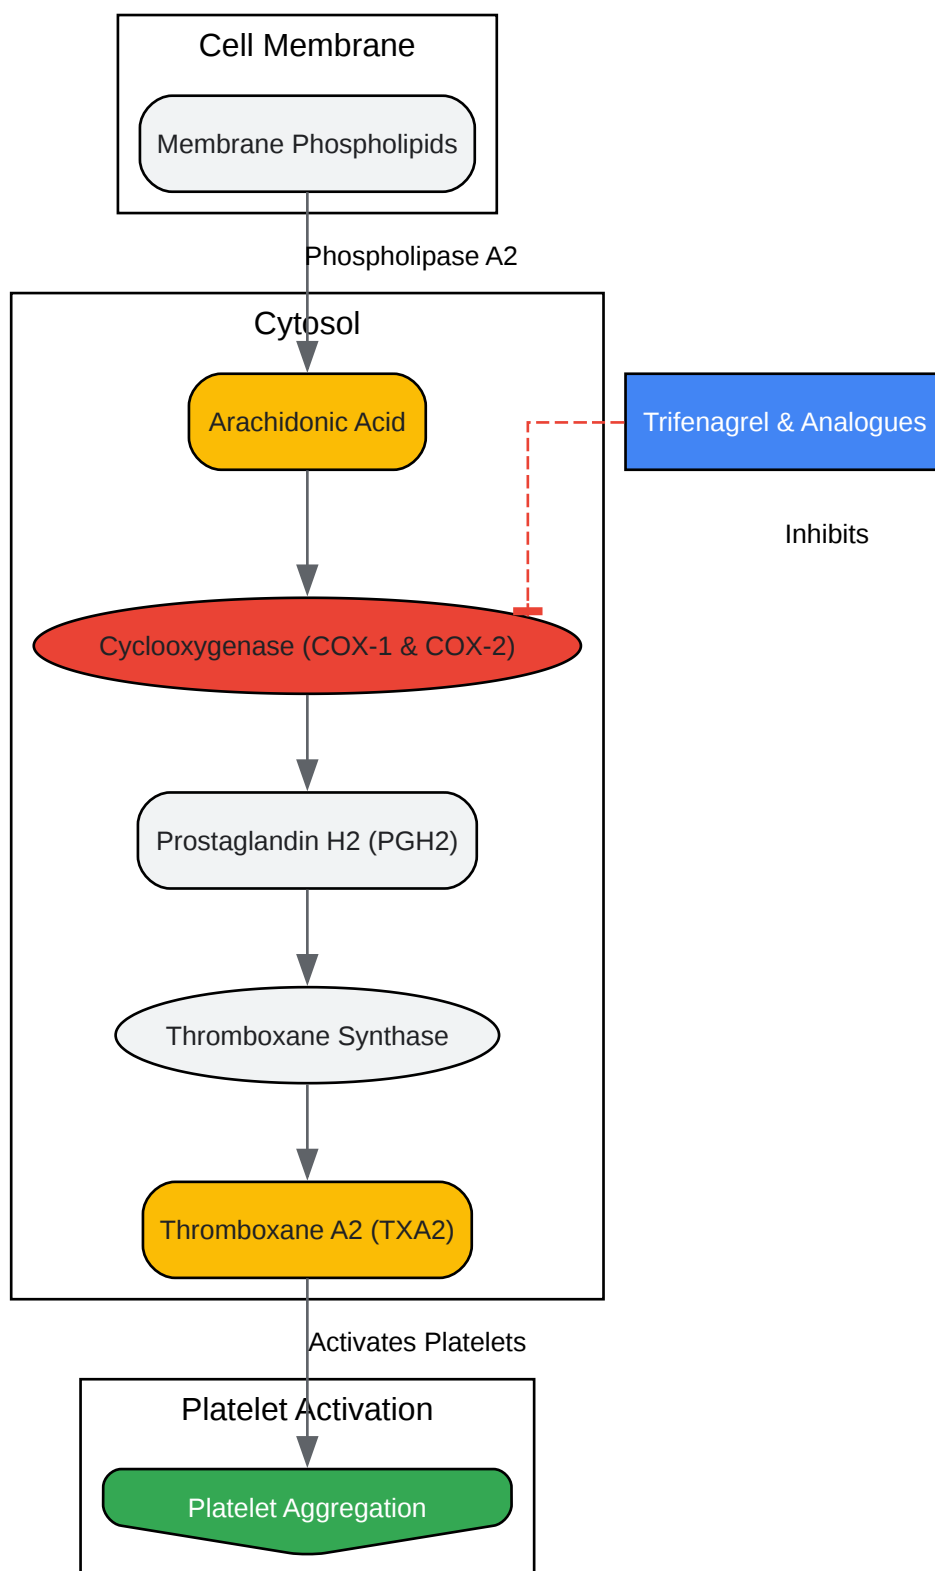 Cell Membrane
Membrane Phospholipids
Phospholipase A2
Cytosol
Arachidonic Acid
Trifenagrel & Analogues
Inhibits
Cyclooxygenase (COX-1 & COX-2)
Prostaglandin H2 (PGH2)
Thromboxane Synthase
Thromboxane A2 (TXA2)
Activates Platelets
Platelet Activation
Platelet Aggregation